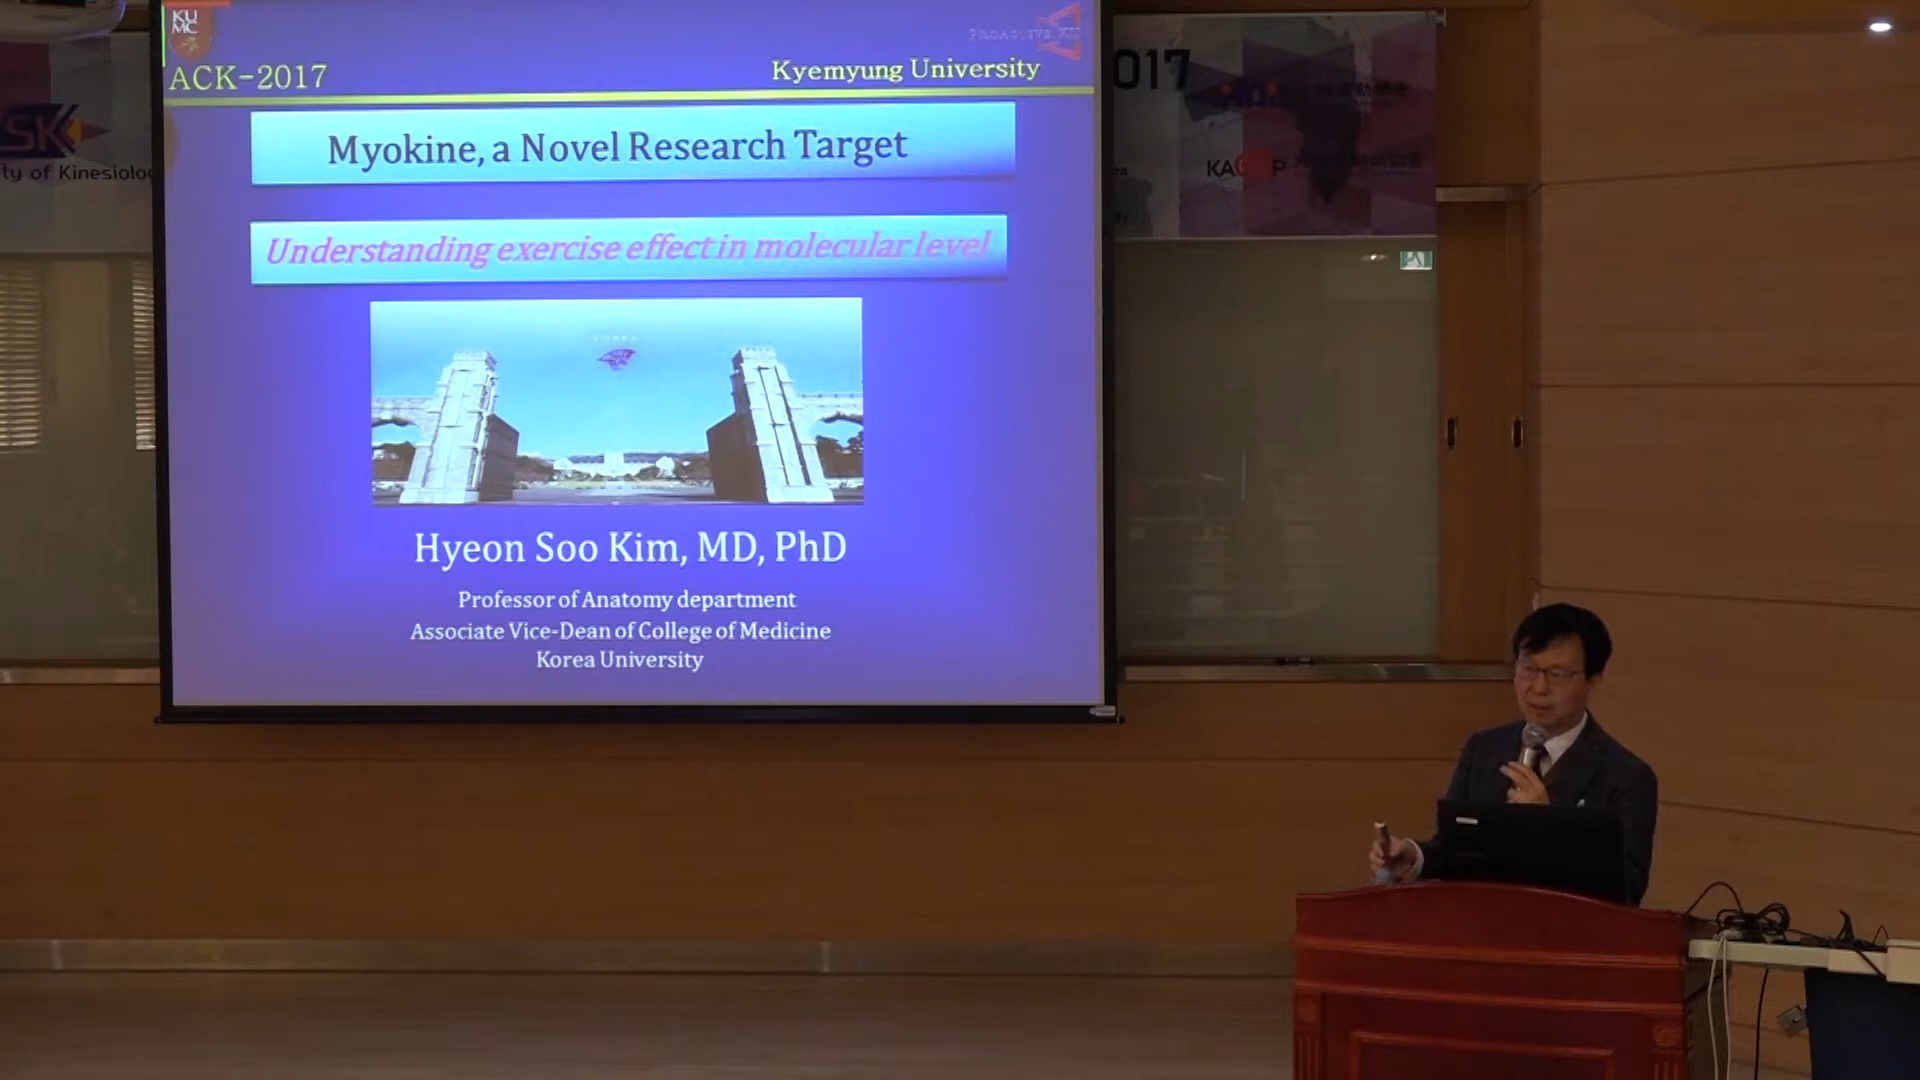 KU
MC
ACK-2017
Kyemyung University
Myokine, a Novel Research Target
Understanding exercise effect in molecular level
Hyeon Soo Kim, MD, PhD
Professor of Anatomy department
Associate Vice-Dean of College of Medicine
Korea University
SK
ty of Kinesiolo
017